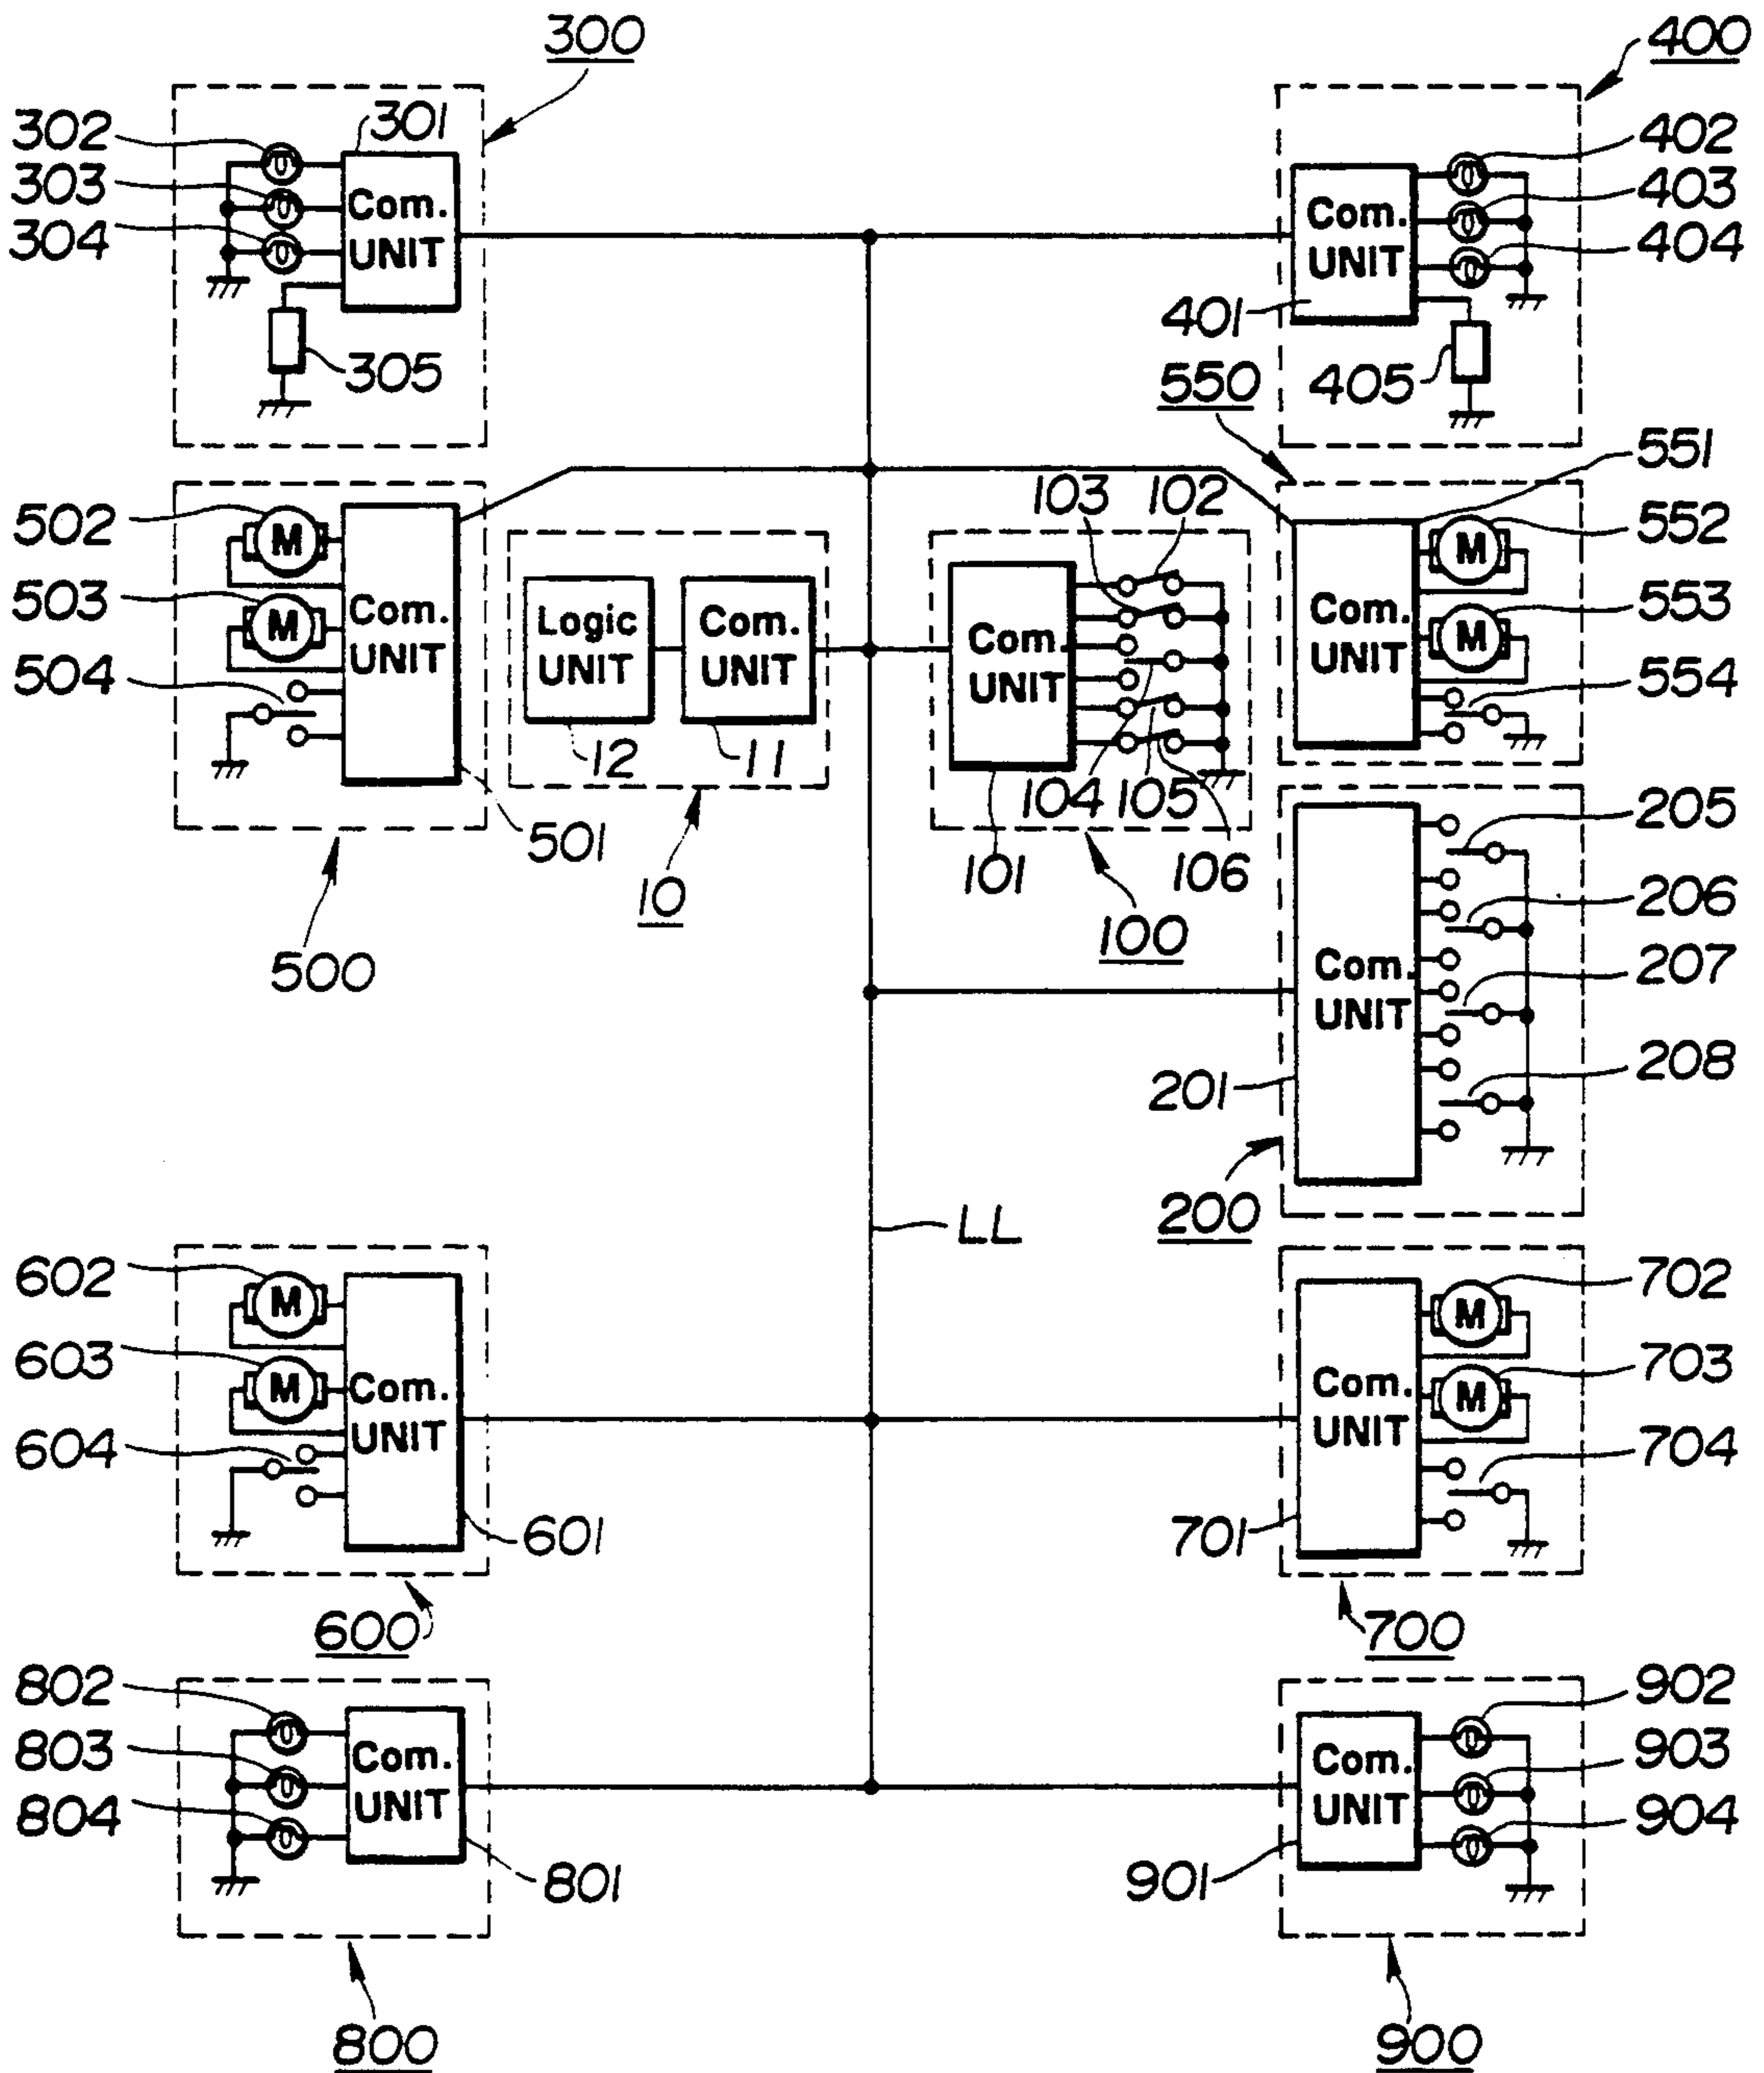 300
400
302
301
303
304
Com.
UNIT
305
402
403
404
Com.
UNIT
401
405
550
551
502
M
503
M
504
Com.
UNIT
501
500
Logic
UNIT
Com.
UNIT
12
11
10
103
102
Com.
UNIT
104
105
106
101
100
552
M
553
M
554
Com.
UNIT
205
206
207
208
Com.
UNIT
201
200
LL
602
M
603
M
604
Com.
UNIT
601
600
702
M
703
M
704
Com.
UNIT
701
700
802
803
804
Com.
UNIT
801
800
902
903
904
Com.
UNIT
901
900